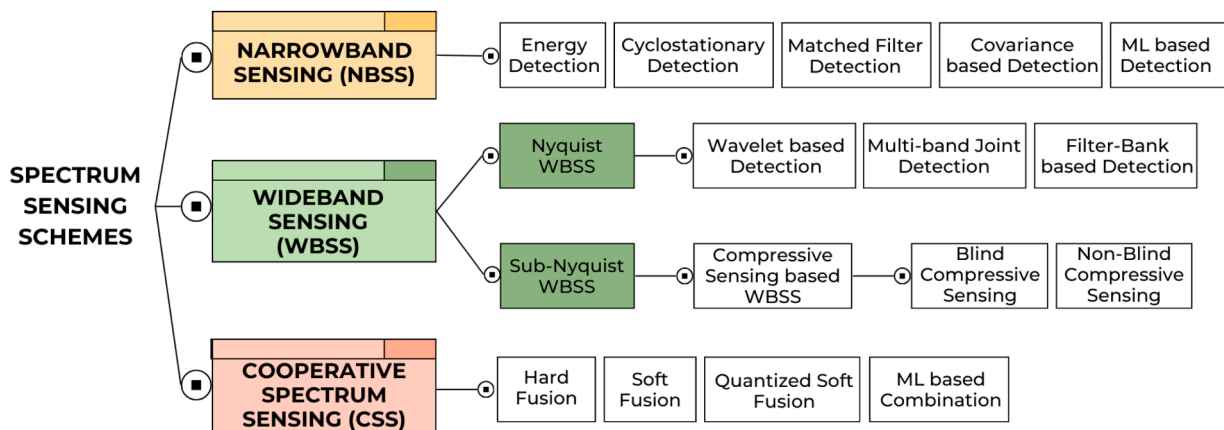 SPECTRUM
SENSING
SCHEMES
NARROWBAND
SENSING (NBSS)
Energy
Detection
Cyclostationary
Detection
Matched Filter
Detection
Covariance
based Detection
ML based
Detection
WIDEBAND
SENSING
(WBSS)
Nyquist
WBSS
Wavelet based
Detection
Multi-band Joint
Detection
Filter-Bank
based Detection
Sub-Nyquist
WBSS
Compressive
Sensing based
WBSS
Blind
Compressive
Sensing
Non-Blind
Compressive
Sensing
COOPERATIVE
SPECTRUM
SENSING (CSS)
Hard
Fusion
Soft
Fusion
Quantized Soft
Fusion
ML based
Combination